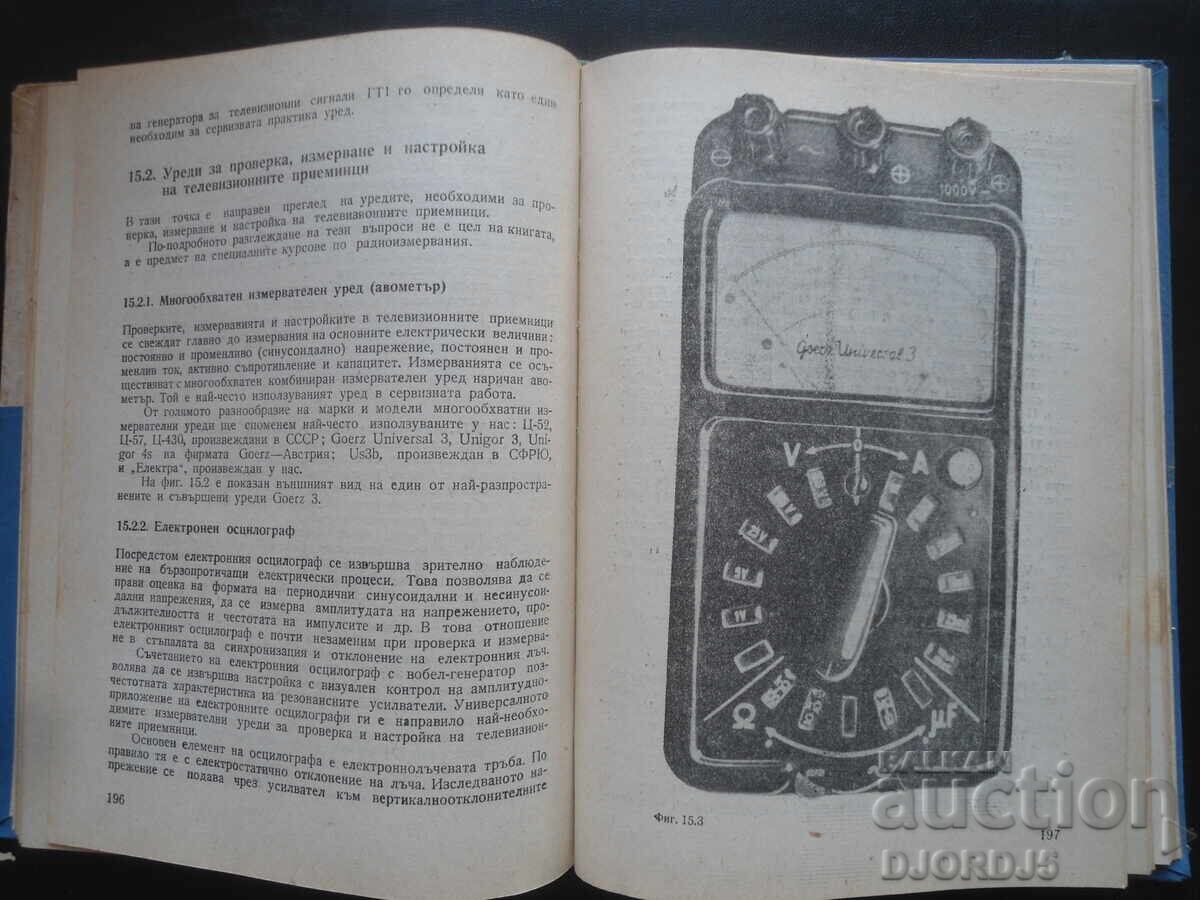 ва генератора за телевизионни сигнали ГТ1 го определя като един
необходим за сервизвата практика уред.
15.2. Уреди за проверка, измерване и настройка
на телевизионните приемници
В тази точка е направен преглед на уредите, необходими за про-
верка, измерване и настройка на телевизионните приемници.
По-подробното разглеждане на тези въпроси не е цел на книгата,
а е предмет на специалните курсове по радиоизмервания.
15.2.1. Многообхватен измервателен уред (авометър)
Проверките, измерванията и настройките в телевизионните приемници
се свеждат главно до измервания на основните електрически величини:
постоянно и променливо (синусоидално) напрежение, постоянен и про-
менлив ток, активно съпротивление и капацитет. Измерванията се осъ-
ществяват с многообхватен комбиниран измервателен уред наричан аво-
метър. Той е най-често използуваният уред в сервизната работа.
От голямото разнообразие на марки и модели многообхватни из-
мервателни уреди ще споменем най-често използуваните у нас: Ц-52,
Ц-57, Ц-430, произвеждани в СССР; Goerz Universal 3, Unigor 3, Uni-
gor 4s на фирмата Goerz—Австрия; Us3b, произвеждан в СФРЮ,
и „Електра“, произвеждан у нас.
На фиг. 15.2 е показан външният вид на един от най-разпростра-
нените и съвършени уреди Goerz 3.
15.2.2. Електронен осцилограф
Посредством електронния осцилограф се извършва зрително наблюде-
ние на бързопротичащи електрически процеси. Това позволява да се
прави оценка на формата на периодични синусоидални и несинусои-
дални напрежения, да се измерва амплитудата на напрежението, про-
дължителността и честотата на импулсите и др. В това отношение
електронният осцилограф е почти незаменим при проверка и измерва-
не в стъпалата за синхронизация и отклонение на електронния лъч.
Съчетанието на електронния осцилограф с вобел-генератор поз-
волява да се извършва настройка с визуален контрол на амплитудно-
честотната характеристика на резонансните усилватели. Универсалното
приложение на електронните осцилографи ги е направило най-необхо-
димите измервателни уреди за проверка и настройка на телевизион-
ните приемници.
Основен елемент на осцилографа е електроннолъчевата тръба. По
правило тя е с електростатично отклонение на лъча. Изследваното на-
прежение се подава чрез усилвател към вертикалноотклонителните
196
1000V
Goerz Universal 3
V
0
A
Ω
μF
Фиг. 15.3
197
BALKAN
auction
DJORDJ5